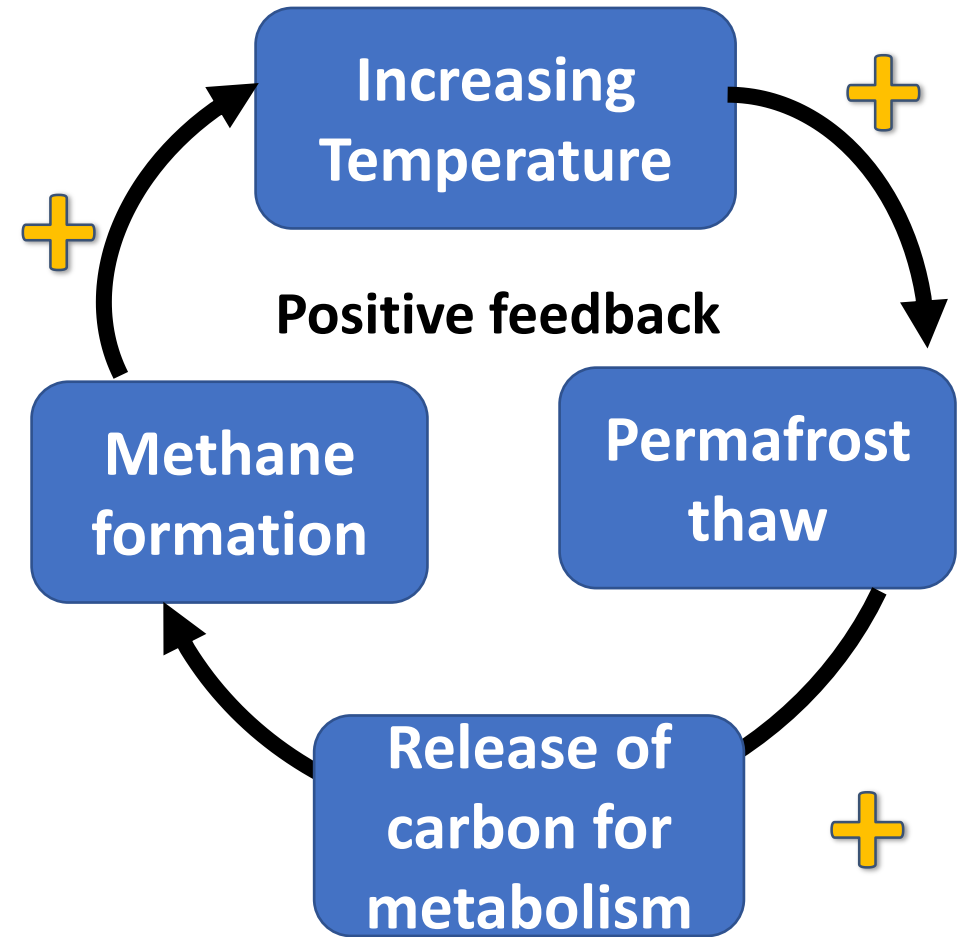 Increasing
Temperature
Positive feedback
Permafrost
thaw
Release of
carbon for
metabolism
Methane
formation